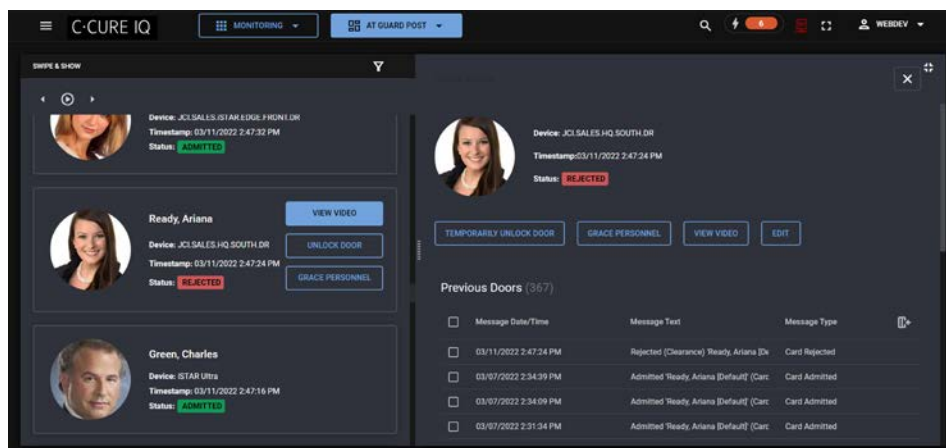 C•CURE IQ
MONITORING
AT GUARD POST
6
WEBDEV
SWIPE & SHOW
Device: JCI.SALES.ISTAR.EDGE.FRONT.DR
Timestamp: 03/11/2022 2:47:32 PM
Status: ADMITTED
Ready, Ariana
Device: JCI.SALES.HQ.SOUTH.DR
Timestamp: 03/11/2022 2:47:24 PM
Status: REJECTED
VIEW VIDEO
UNLOCK DOOR
GRACE PERSONNEL
Green, Charles
Device: ISTAR Ultra
Timestamp: 03/11/2022 2:47:16 PM
Status: ADMITTED
Device: JCI.SALES.HQ.SOUTH.DR
Timestamp:03/11/2022 2:47:24 PM
Status: REJECTED
TEMPORARILY UNLOCK DOOR GRACE PERSONNEL VIEW VIDEO EDIT
Previous Doors (367)
Message Date/Time Message Text Message Type
03/11/2022 2:47:24 PM Rejected (Clearance) 'Ready, Ariana [De Card Rejected
03/07/2022 2:34:39 PM Admitted 'Ready, Ariana [Default]' (Card Card Admitted
03/07/2022 2:34:09 PM Admitted 'Ready, Ariana [Default]' (Card Card Admitted
03/07/2022 2:31:34 PM Admitted 'Ready, Ariana [Default]' (Card Card Admitted